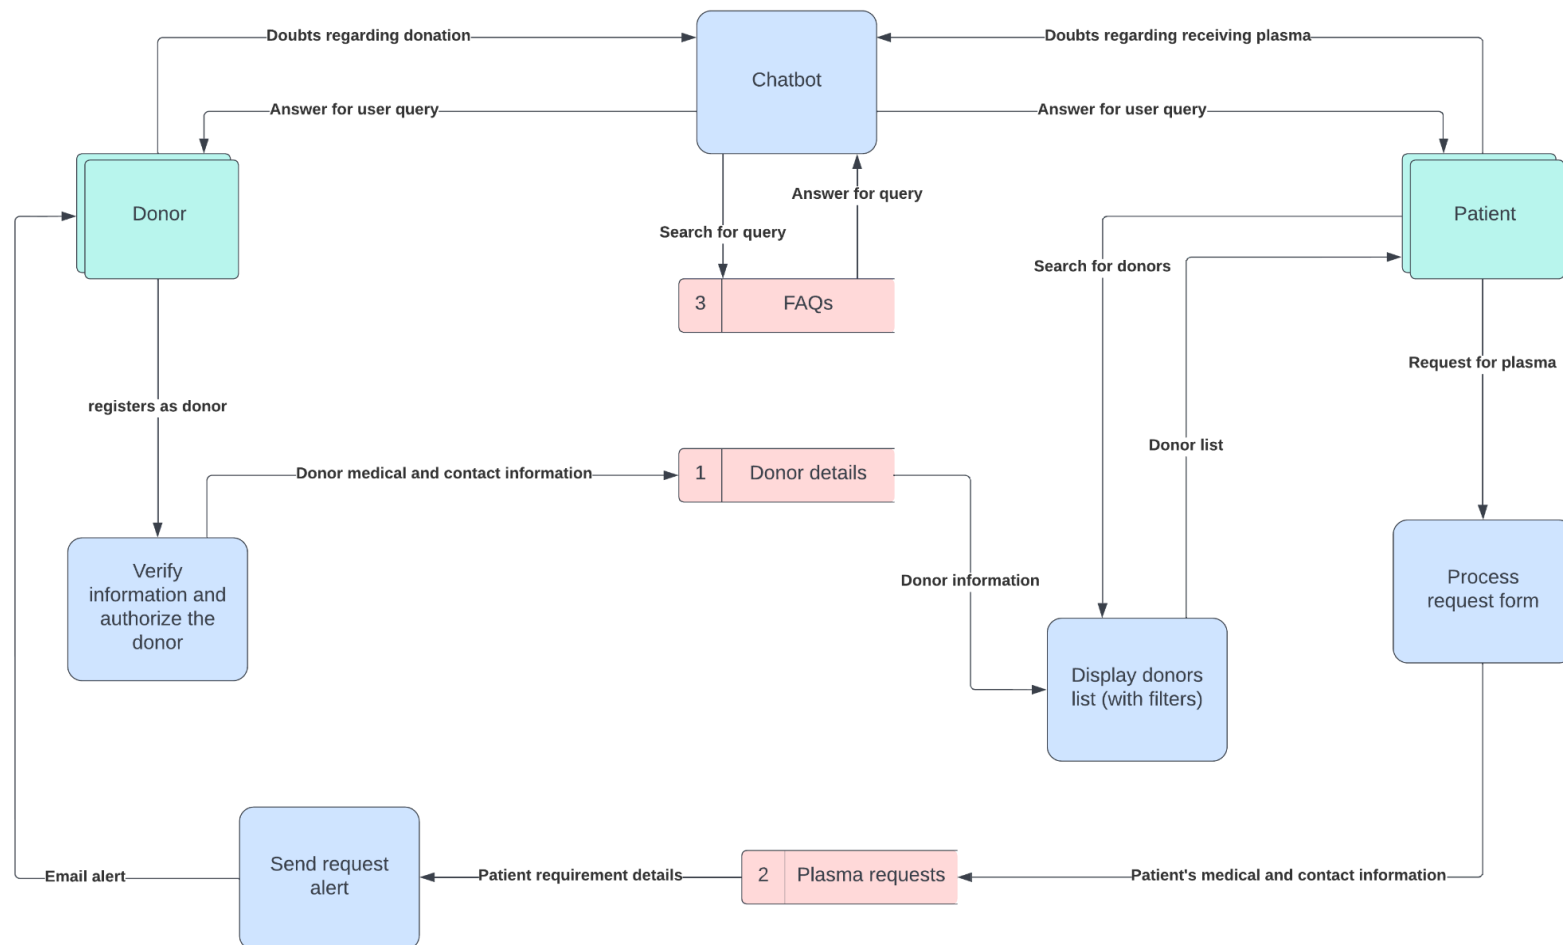 Doubts regarding donation
Chatbot
Doubts regarding receiving plasma
Answer for user query
Answer for user query
Donor
Answer for query
Patient
Search for query
Search for donors
3 FAQs
Request for plasma
registers as donor
Donor list
Donor medical and contact information
1 Donor details
Verify
information and
authorize the
donor
Donor information
Process
request form
Display donors
list (with filters)
Send request
alert
Email alert
Patient requirement details
2 Plasma requests
Patient's medical and contact information